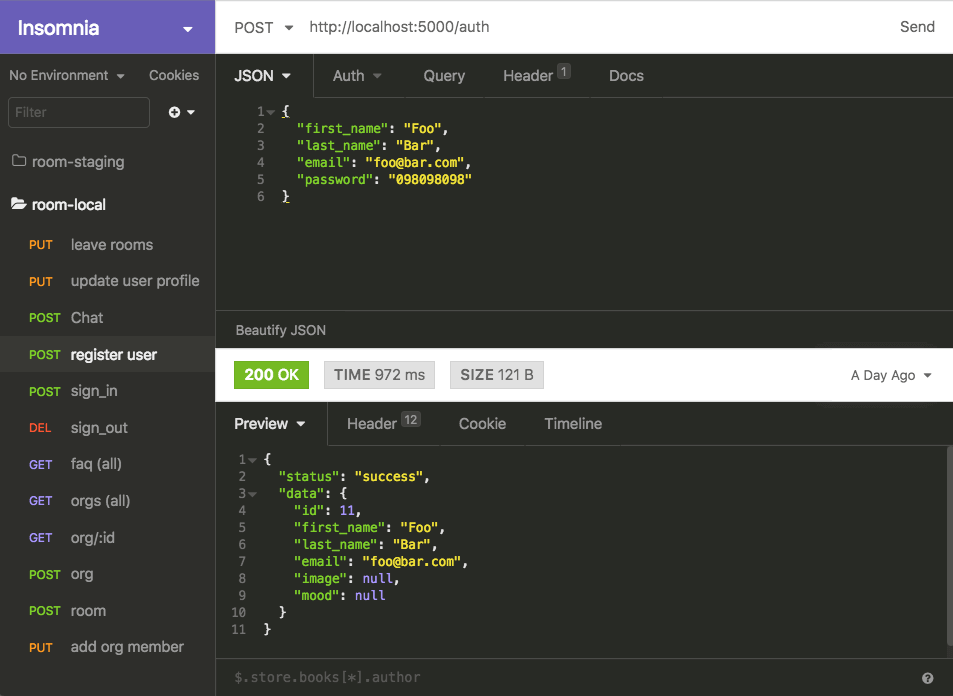 Insomnia
POST http://localhost:5000/auth Send
No Environment Cookies
JSON Auth Query Header 1 Docs
Filter
room-staging
room-local
PUT leave rooms
PUT update user profile
POST Chat
POST register user
POST sign_in
DEL sign_out
GET faq (all)
GET orgs (all)
GET org/:id
POST org
POST room
PUT add org member
1 {
2 "first_name": "Foo",
3 "last_name": "Bar",
4 "email": "foo@bar.com",
5 "password": "098098098"
6 }
Beautify JSON
200 OK TIME 972 ms SIZE 121 B A Day Ago
Preview Header 12 Cookie Timeline
1 {
2 "status": "success",
3 "data": {
4 "id": 11,
5 "first_name": "Foo",
6 "last_name": "Bar",
7 "email": "foo@bar.com",
8 "image": null,
9 "mood": null
10 }
11 }
$.store.books[*].author